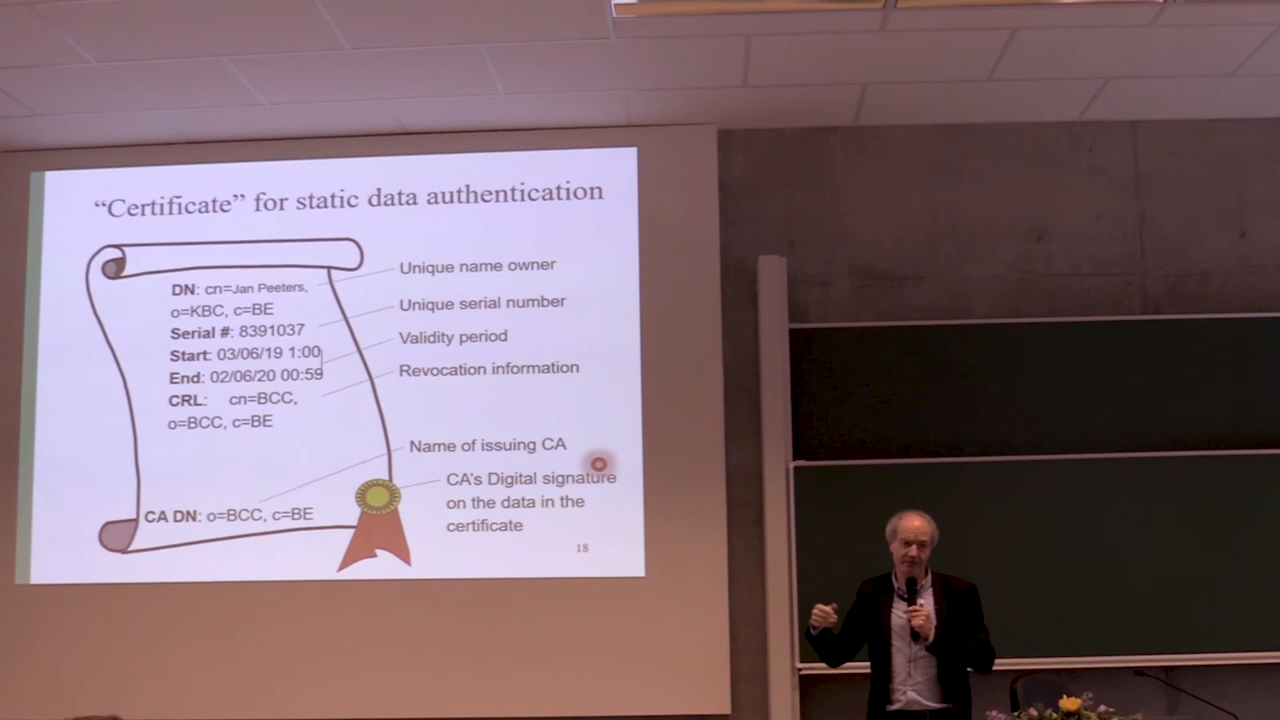 “Certificate” for static data authentication
DN: cn=Jan Peeters,
o=KBC, c=BE
Serial #: 8391037
Start: 03/06/19 1:00
End: 02/06/20 00:59
CRL: cn=BCC,
o=BCC, c=BE
CA DN: o=BCC, c=BE
Unique name owner
Unique serial number
Validity period
Revocation information
Name of issuing CA
CA's Digital signature
on the data in the
certificate
18